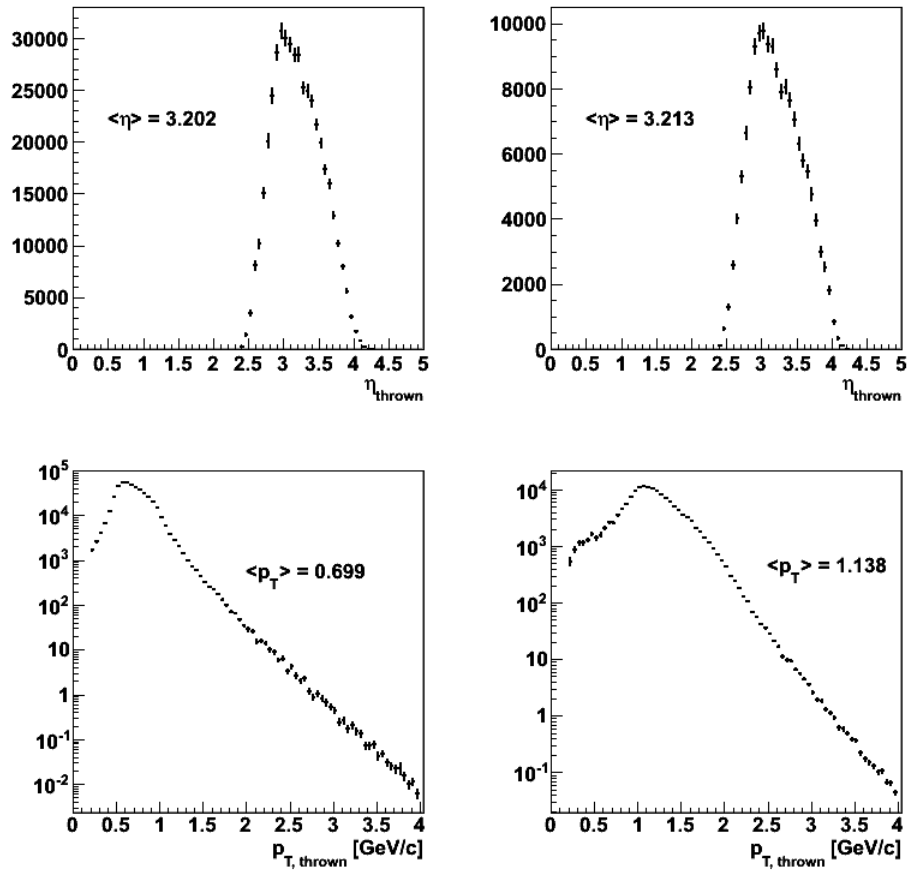 30000
25000
20000
15000
10000
5000
0
<η> = 3.202
0 0.5 1 1.5 2 2.5 3 3.5 4 4.5 5
η thrown
10000
8000
6000
4000
2000
0
<η> = 3.213
0 0.5 1 1.5 2 2.5 3 3.5 4 4.5 5
η thrown
10^5
10^4
10^3
10^2
10
1
10^-1
10^-2
<p_T> = 0.699
0 0.5 1 1.5 2 2.5 3 3.5 4
p_T, thrown [GeV/c]
10^4
10^3
10^2
10
1
10^-1
<p_T> = 1.138
0 0.5 1 1.5 2 2.5 3 3.5 4
p_T, thrown [GeV/c]